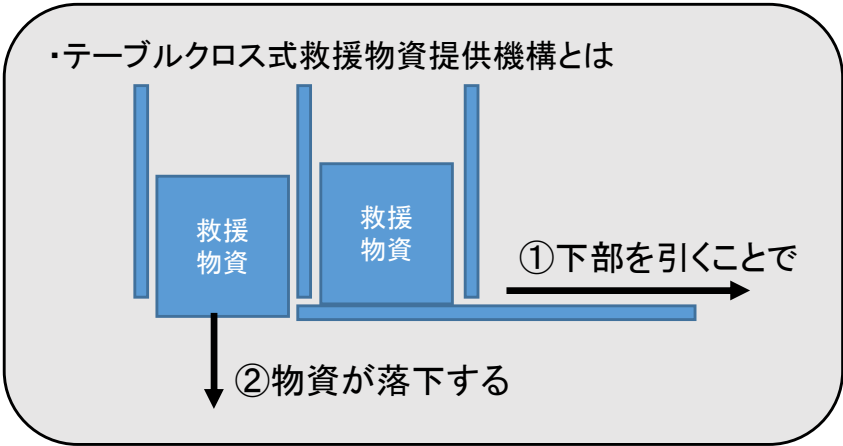 ・テーブルクロス式救援物資提供機構とは
救援
物資
救援
物資
①下部を引くことで
②物資が落下する